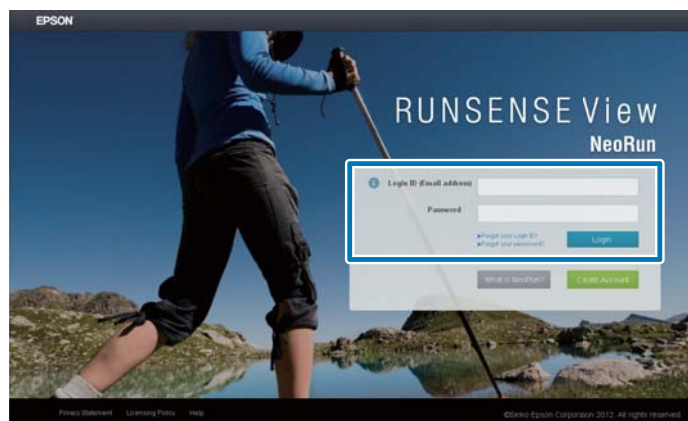 EPSON
RUNSENSE View
NeoRun
Login ID (Email address)
Password
▶Forgot your Login ID?
▶Forgot your password?
Login
What is NeoRun?
Create Account
Privacy Statement Licensing Policy Help
©Seiko Epson Corporation 2012. All rights reserved